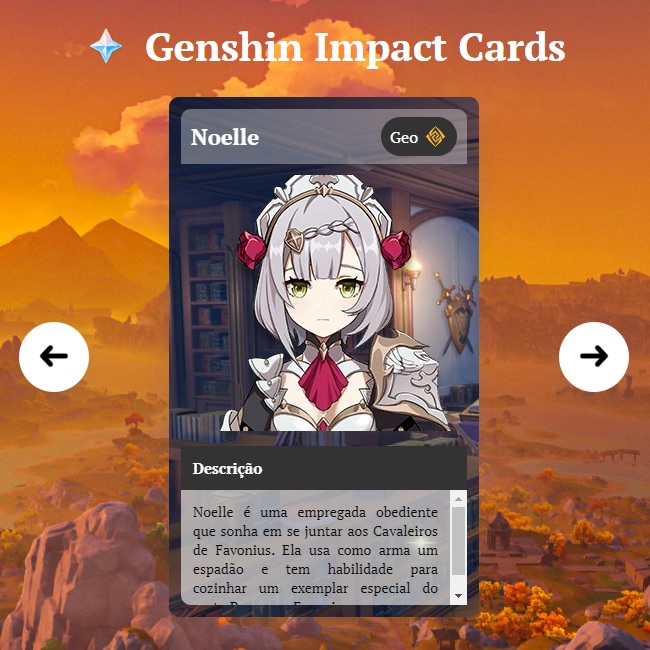 Genshin Impact Cards
Noelle
Geo
Descrição
Noelle é uma empregada obediente
que sonha em se juntar aos Cavaleiros
de Favonius. Ela usa como arma um
espadão e tem habilidade para
cozinhar um exemplar especial do